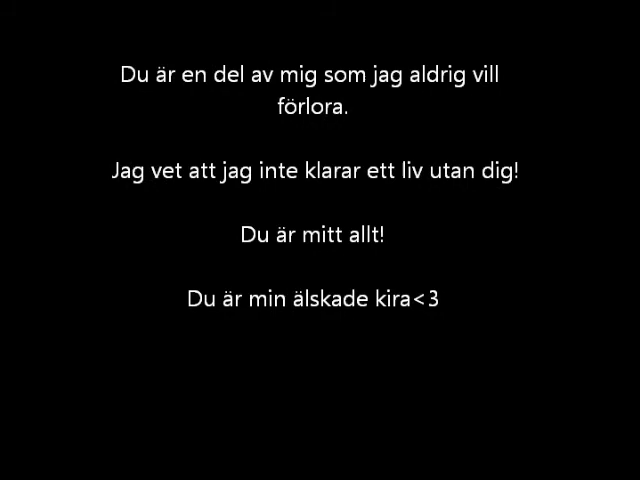 Du är en del av mig som jag aldrig vill
förlora.
Jag vet att jag inte klarar ett liv utan dig!
Du är mitt allt!
Du är min älskade kira<3